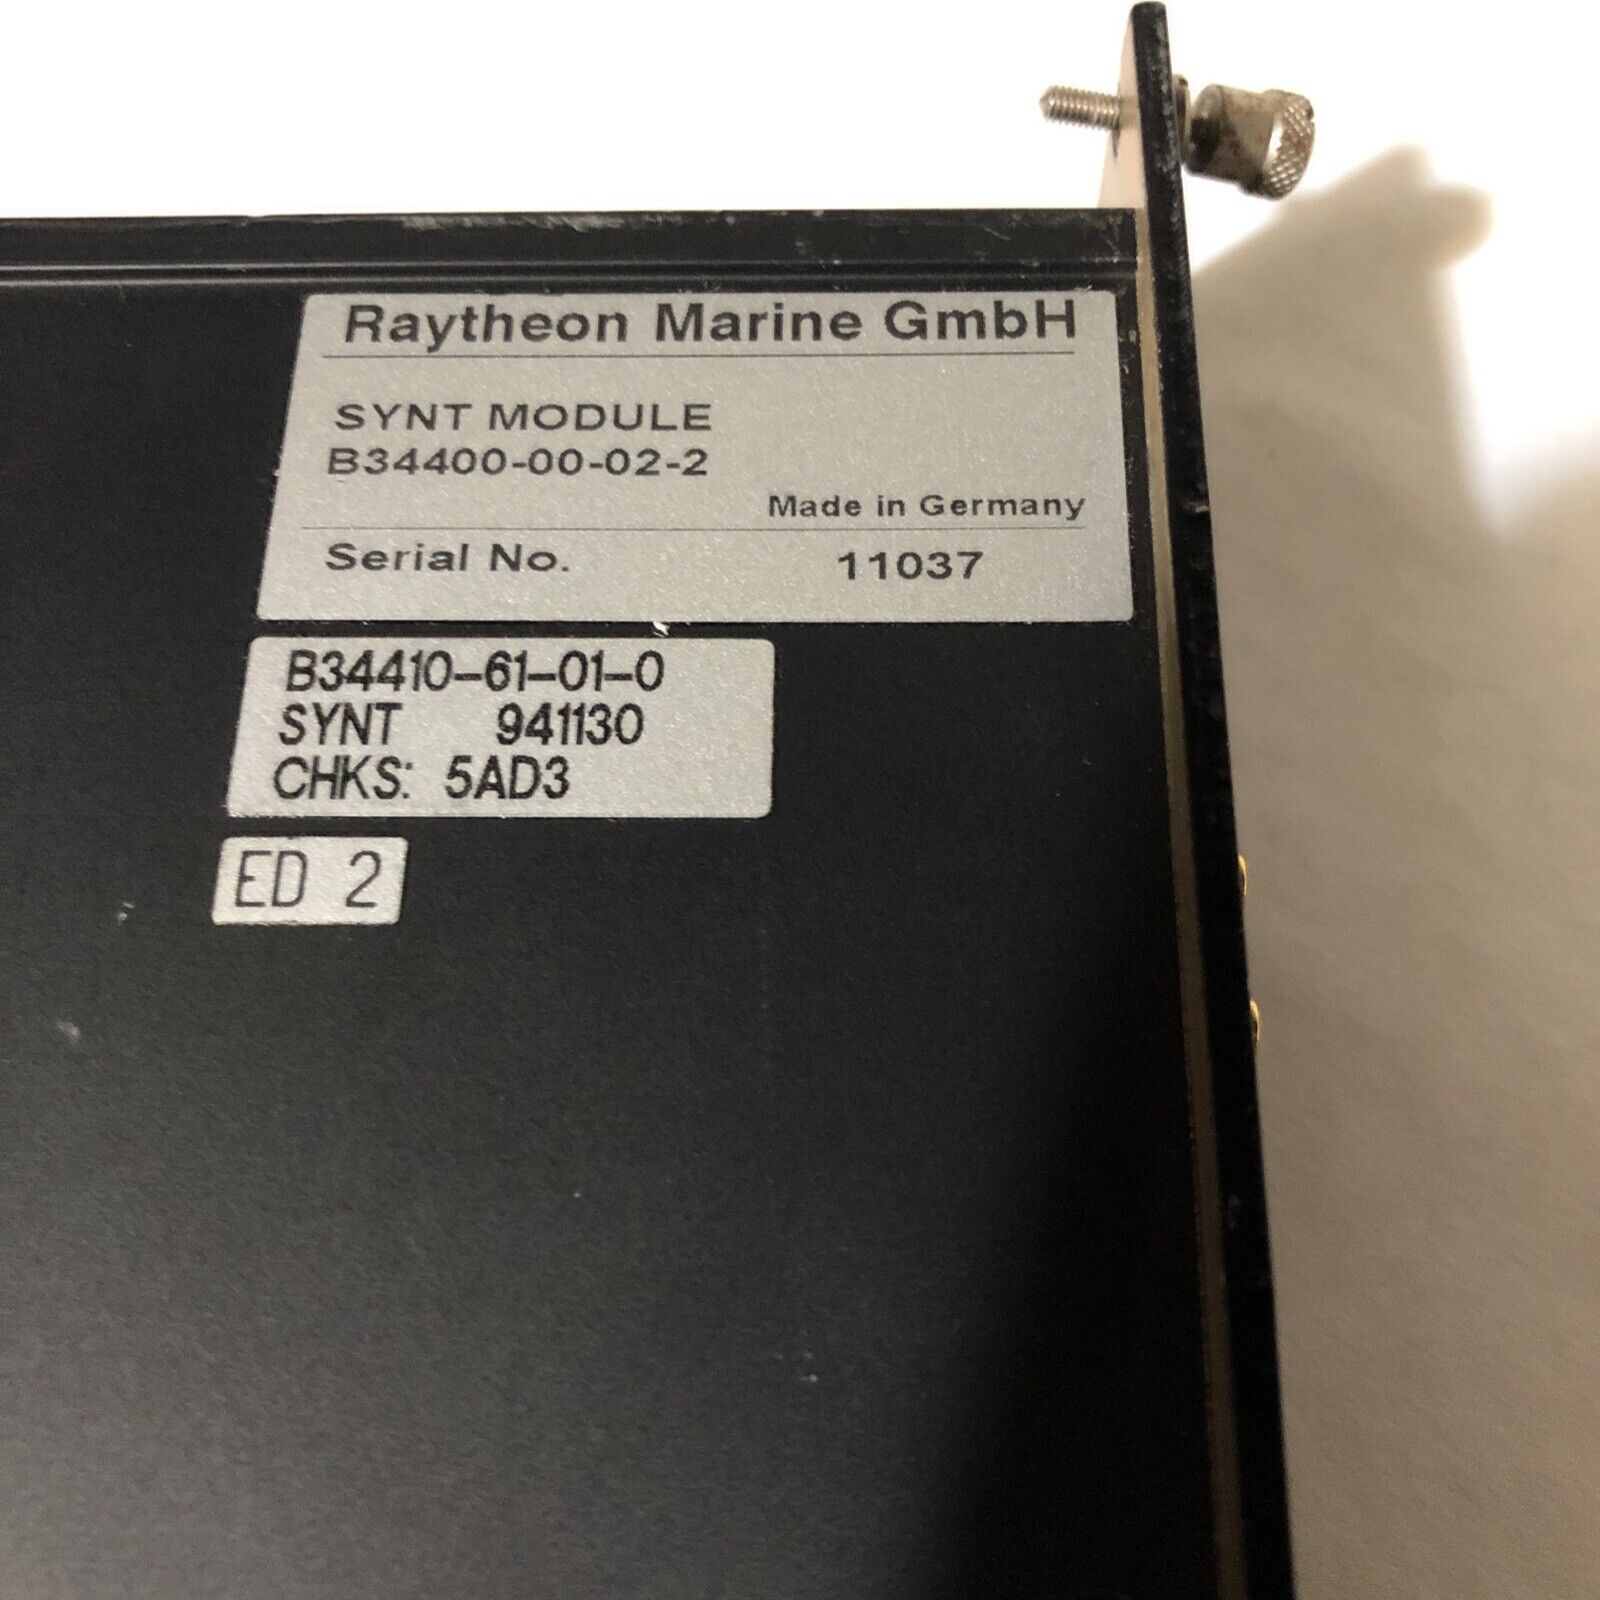 Raytheon Marine GmbH
SYNT MODULE
B34400-00-02-2
Made in Germany
Serial No. 11037
B34410-61-01-0
SYNT 941130
CHKS: 5AD3
ED 2